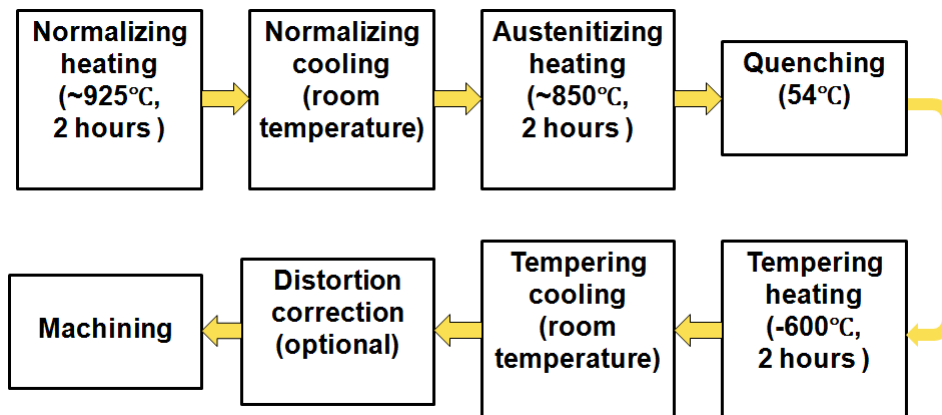 Normalizing
heating
(~925℃,
2 hours )
Normalizing
cooling
(room
temperature)
Austenitizing
heating
(~850℃,
2 hours )
Quenching
(54℃)
Tempering
heating
(-600℃,
2 hours )
Tempering
cooling
(room
temperature)
Distortion
correction
(optional)
Machining